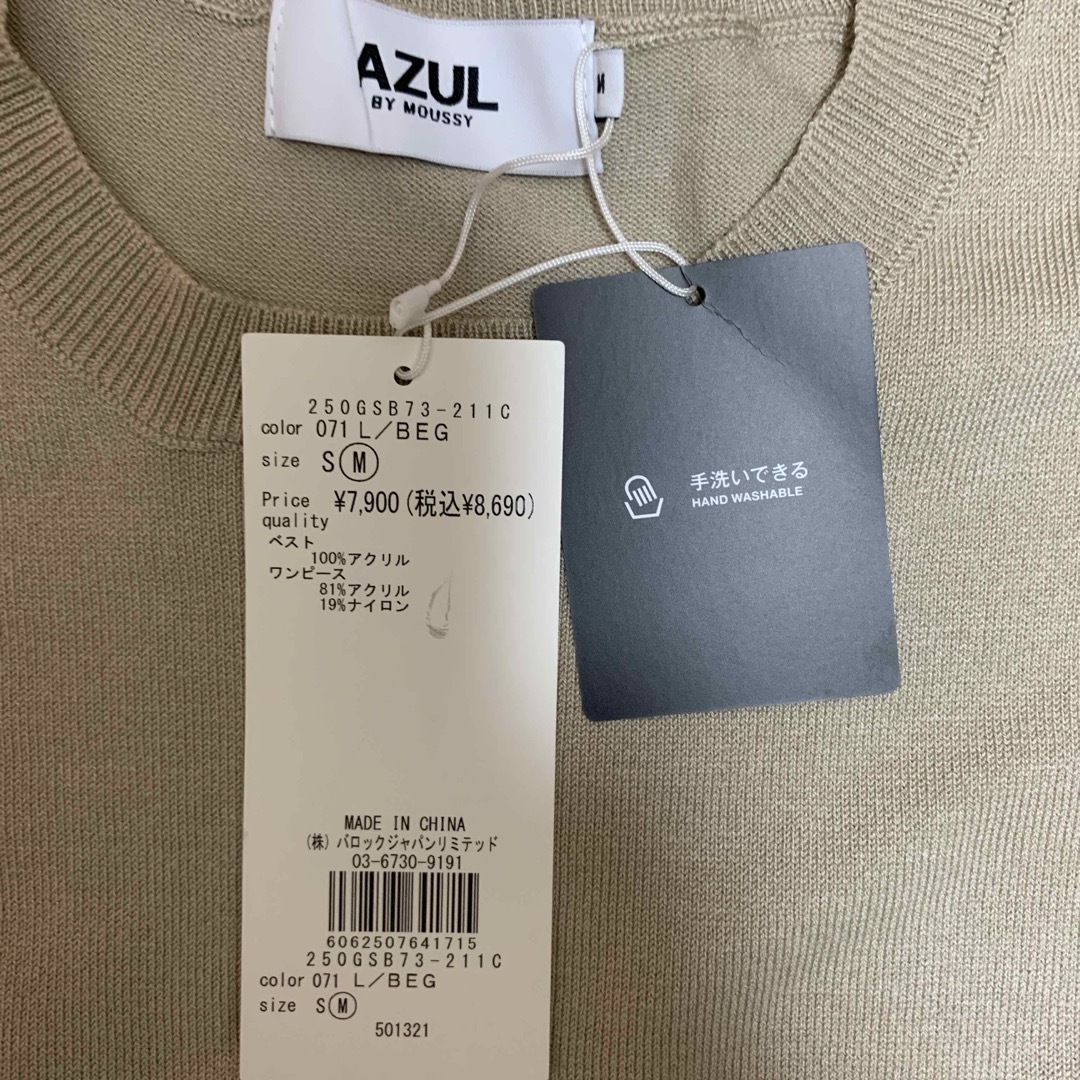 AZUL
BY MOUSSY
M
250GSB73-211C
color 071 L/BEG
size S M
Price ¥7,900(税込¥8,690)
quality
ベスト
100%アクリル
ワンピース
81%アクリル
19%ナイロン
手洗いできる
HAND WASHABLE
MADE IN CHINA
(株) バロックジャパンリミテッド
03-6730-9191
6062507641715
250GSB73-211C
color 071 L/BEG
size S M
501321